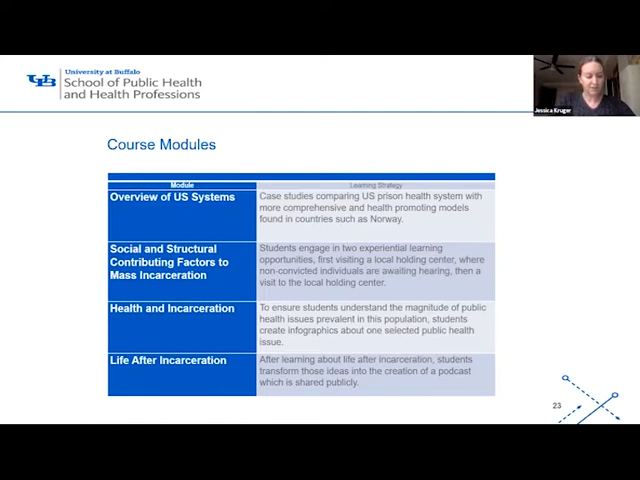 University at Buffalo
School of Public Health
and Health Professions
Jessica Kruger
Course Modules
Module
Learning Strategy
Overview of US Systems
Case studies comparing US prison health system with
more comprehensive and health promoting models
found in countries such as Norway.
Social and Structural
Contributing Factors to
Mass Incarceration
Students engage in two experiential learning
opportunities, first visiting a local holding center, where
non-convicted individuals are awaiting hearing, then a
visit to the local holding center.
Health and Incarceration
To ensure students understand the magnitude of public
health issues prevalent in this population, students
create infographics about one selected public health
issue.
Life After Incarceration
After learning about life after incarceration, students
transform those ideas into the creation of a podcast
which is shared publicly.
23